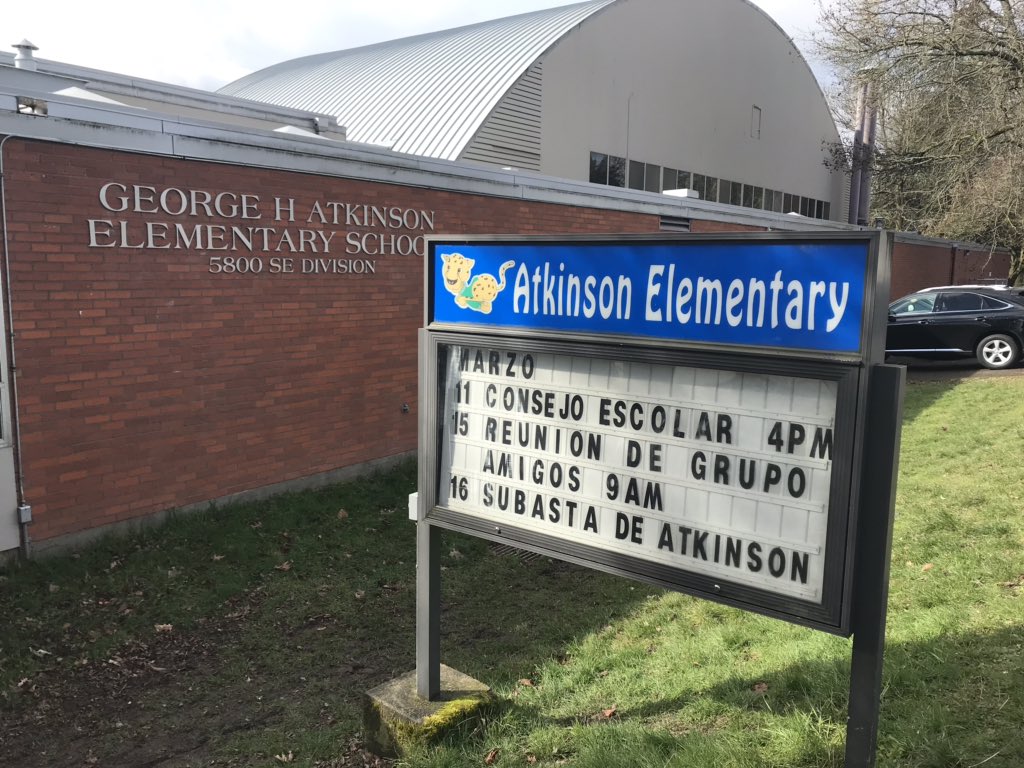 GEORGE H ATKINSON
ELEMENTARY SCHOO
5800 SE DIVISION
Atkinson Elementary
MARZO
11 CONSEJO ESCOLAR 4PM
15 REUNION DE GRUPO
AMIGOS 9AM
16 SUBASTA DE ATKINSON